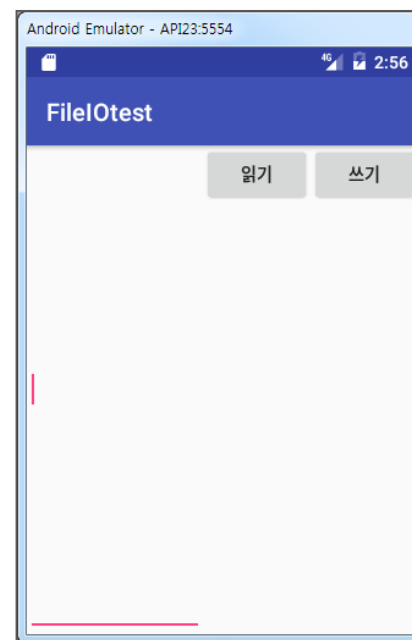 Android Emulator - API23:5554
4G 2:56
FileIOtest
읽기 쓰기